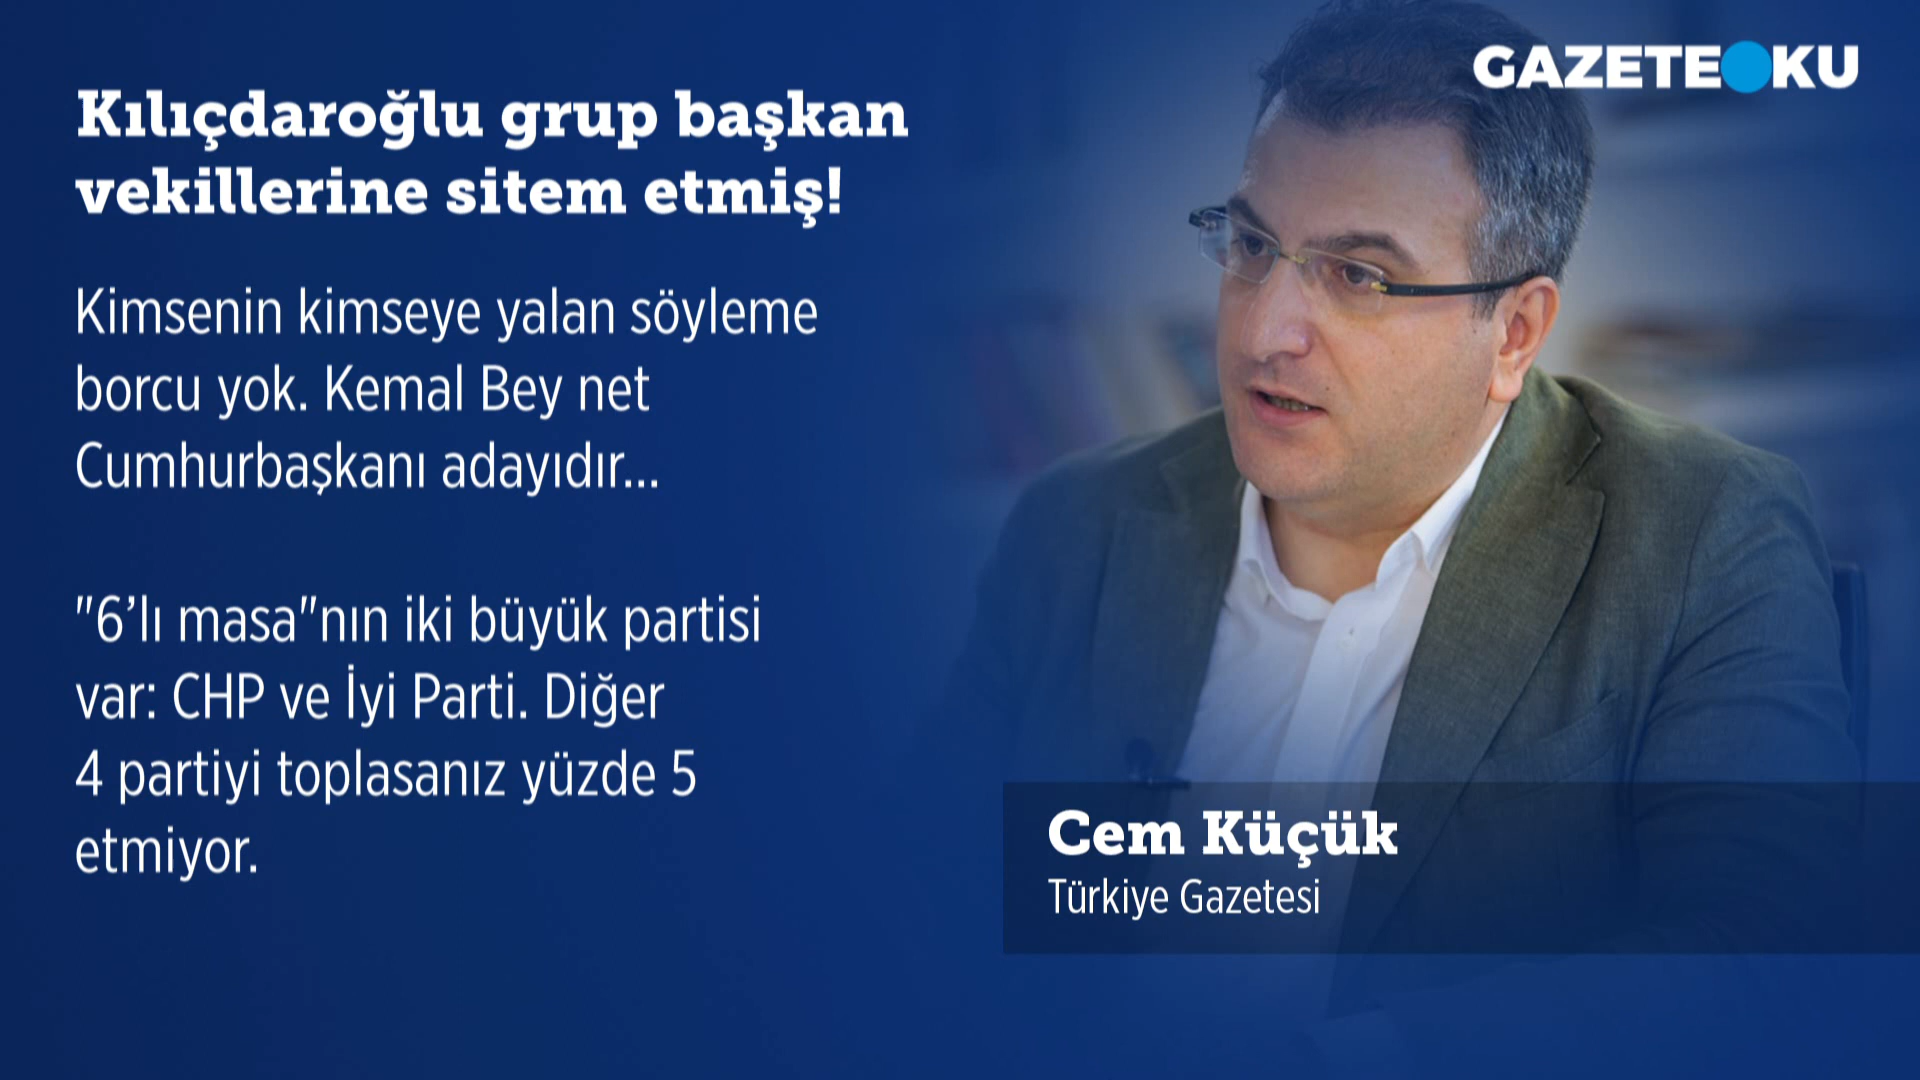 GAZETEOKU
Kılıçdaroğlu grup başkan
vekillerine sitem etmiş!
Kimsenin kimseye yalan söyleme
borcu yok. Kemal Bey net
Cumhurbaşkanı adayıdır...
"6’lı masa"nın iki büyük partisi
var: CHP ve İyi Parti. Diğer
4 partiyi toplasanız yüzde 5
etmiyor.
Cem Küçük
Türkiye Gazetesi